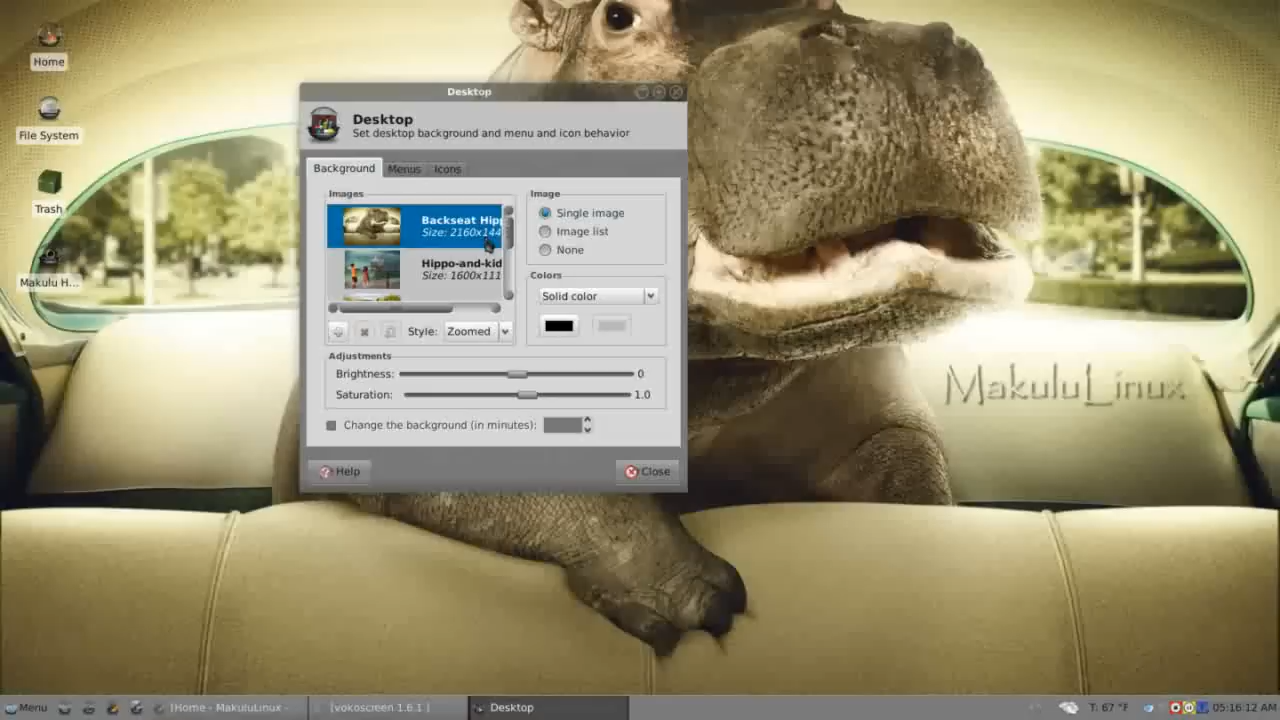 Home
File System
Trash
Makulu H...
Desktop
Desktop
Set desktop background and menu and icon behavior
Background
Menus
Icons
Images
Backseat Hipp
Size: 2160x144
Hippo-and-kid
Size: 1600x111
Style:
Zoomed
Image
Single image
Image list
None
Colors
Solid color
Adjustments
Brightness:
0
Saturation:
1.0
Change the background (in minutes):
Help
Close
MakuluLinux
Menu
[Home - MakuluLinux -
[vokoscreen 1.6.1 ]
Desktop
T: 67 °F
05:16:12 AM